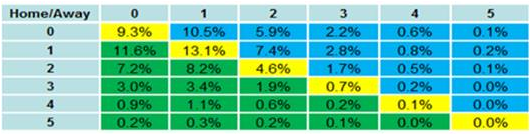 Home/Away 0 1 2 3 4 5
0 9.3% 10.5% 5.9% 2.2% 0.6% 0.1%
1 11.6% 13.1% 7.4% 2.8% 0.8% 0.2%
2 7.2% 8.2% 4.6% 1.7% 0.5% 0.1%
3 3.0% 3.4% 1.9% 0.7% 0.2% 0.0%
4 0.9% 1.1% 0.6% 0.2% 0.1% 0.0%
5 0.2% 0.3% 0.2% 0.1% 0.0% 0.0%